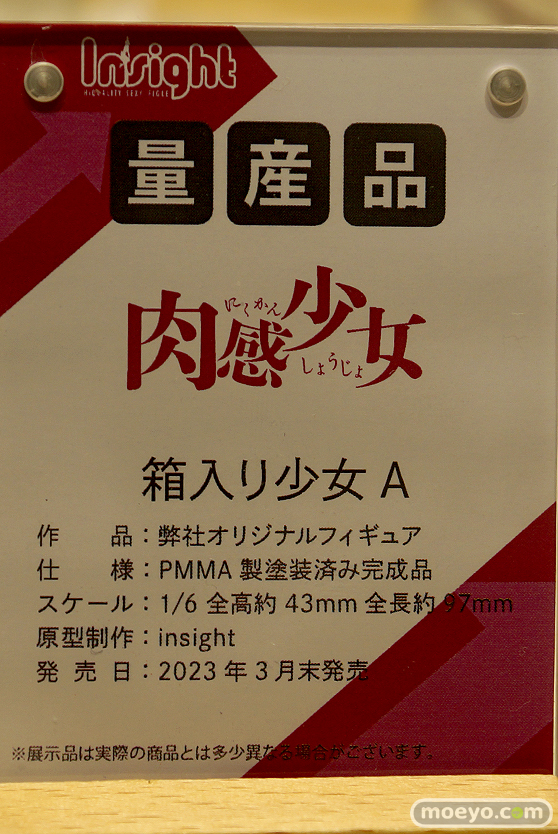 Insight
量産品
にくかん
肉感少女
しょうじょ
箱入り少女 A
作　品：弊社オリジナルフィギュア
仕　様：PMMA 製塗装済み完成品
スケール：1/6 全高約 43mm 全長約 97mm
原型制作：insight
発 売 日：2023 年 3 月末発売
※展示品は実際の商品とは多少異なる場合がございます。
moeyo.com